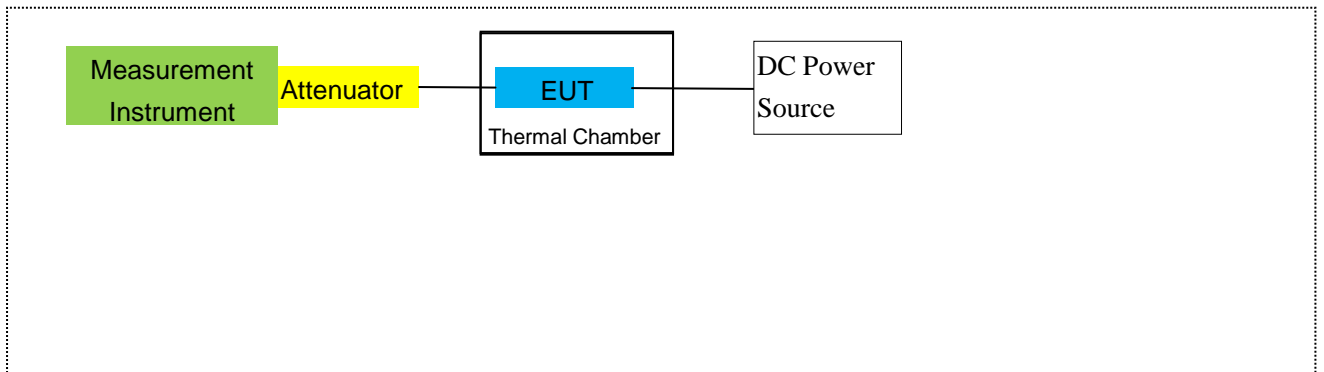 Measurement
Instrument
Attenuator
EUT
Thermal Chamber
DC Power
Source